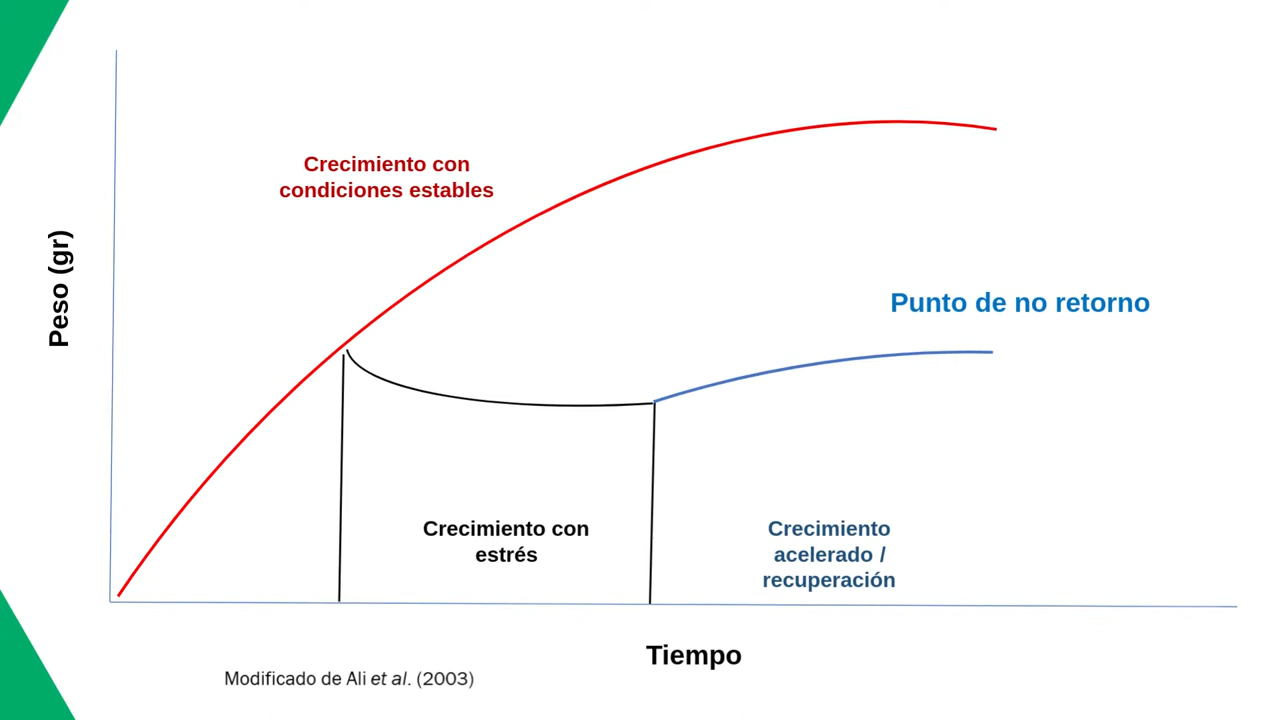 Crecimiento con
condiciones estables
Peso (gr)
Punto de no retorno
Crecimiento con
estrés
Crecimiento
acelerado /
recuperación
Tiempo
Modificado de Ali et al. (2003)